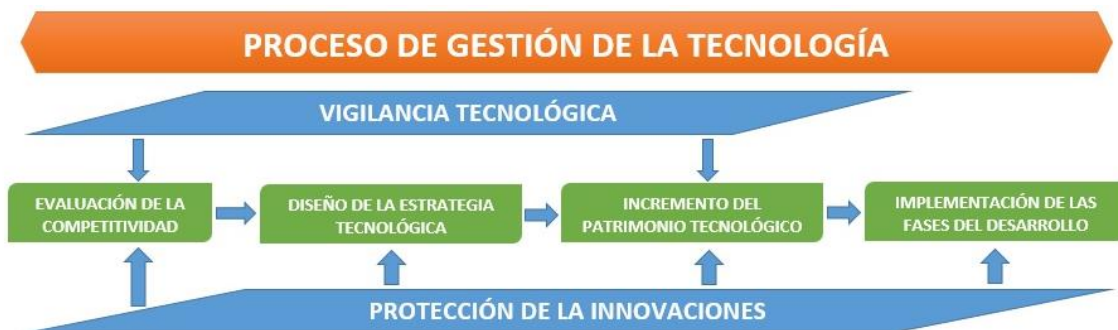 PROCESO DE GESTIÓN DE LA TECNOLOGÍA
VIGILANCIA TECNOLÓGICA
EVALUACIÓN DE LA
COMPETITIVIDAD
DISEÑO DE LA ESTRATEGIA
TECNOLÓGICA
INCREMENTO DEL
PATRIMONIO TECNOLÓGICO
IMPLEMENTACIÓN DE LAS
FASES DEL DESARROLLO
PROTECCIÓN DE LA INNOVACIONES